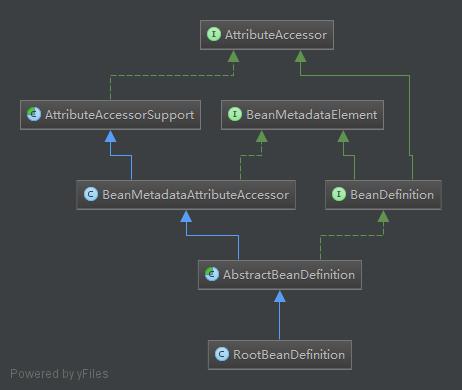 AttributeAccessor
AttributeAccessorSupport
BeanMetadataElement
BeanMetadataAttributeAccessor
BeanDefinition
AbstractBeanDefinition
RootBeanDefinition
Powered by yFiles